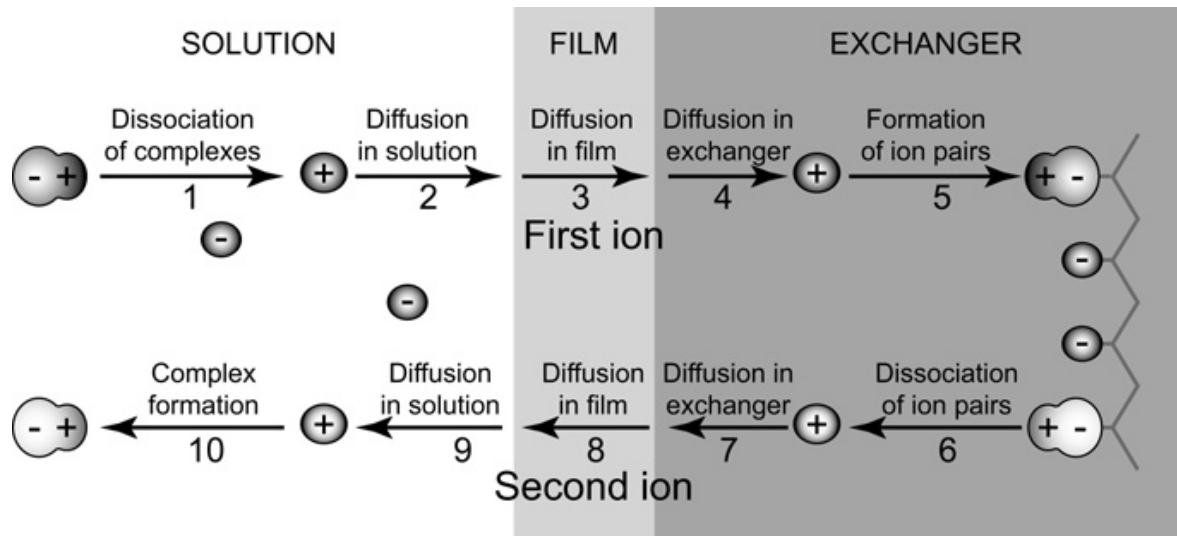 SOLUTION FILM EXCHANGER
Dissociation Diffusion Diffusion Diffusion in Formation
of complexes in solution in film exchanger of ion pairs
- + + + + -
1 2 3 4 5
First ion
-
-
-
-
Complex Diffusion Diffusion Diffusion in Dissociation
formation in solution in film exchanger of ion pairs
- + + + + -
10 9 8 7 6
Second ion